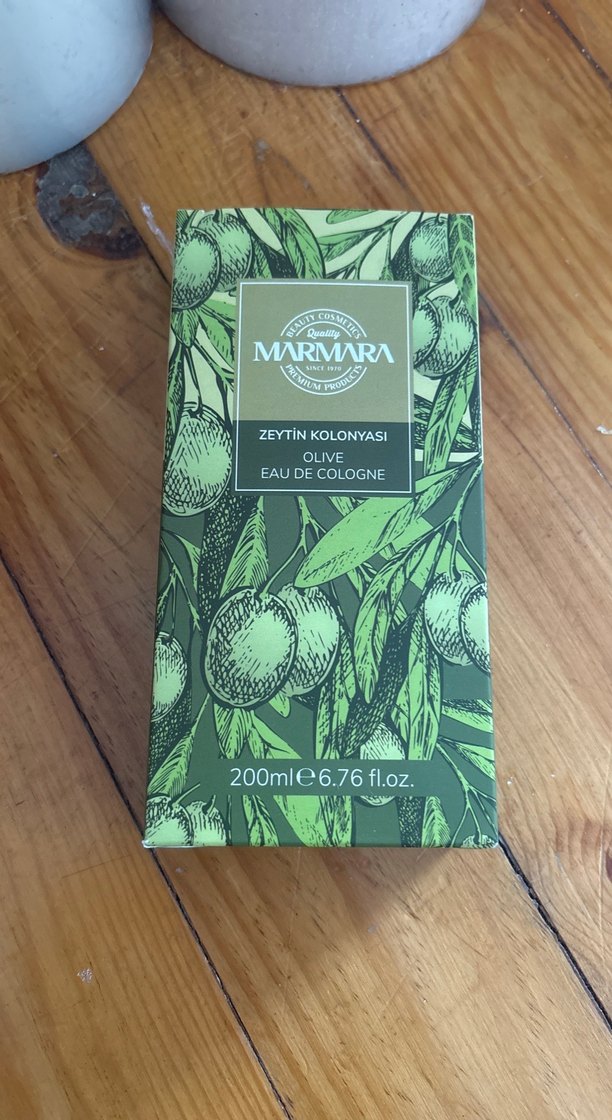 BEAUTY COSMETICS
Quality
MARMARA
SINCE 1970
PREMIUM PRODUCTS
ZEYTİN KOLONYASI
OLIVE
EAU DE COLOGNE
200ml℮6.76 fl.oz.